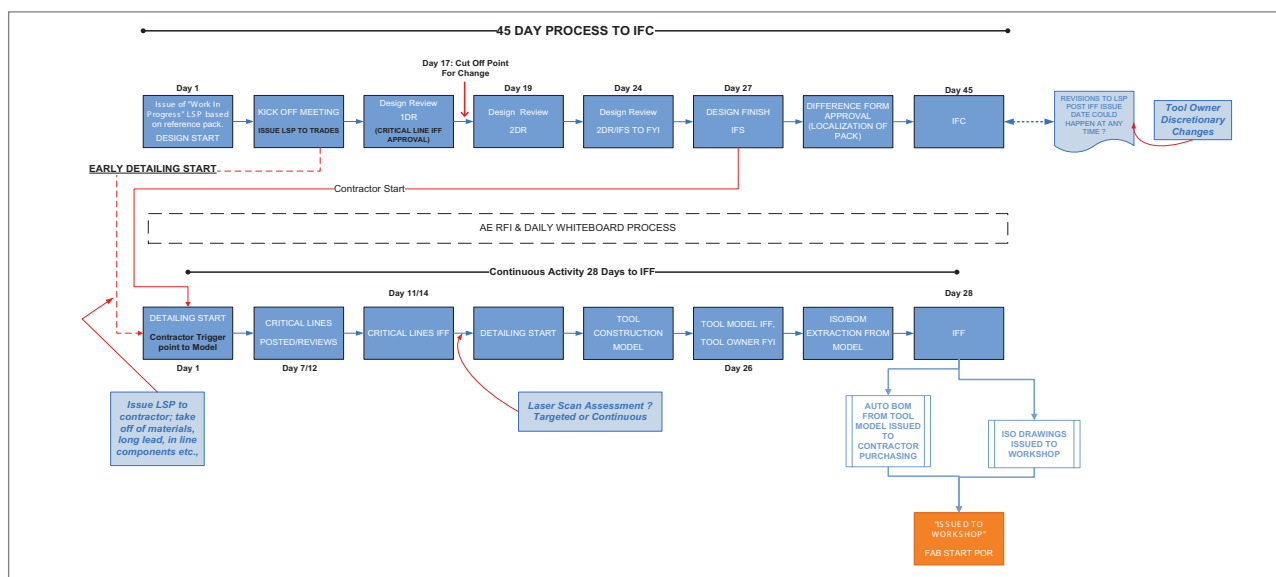 45 DAY PROCESS TO IFC
Day 17: Cut Off Point
For Change
Day 1
Day 19
Day 24
Day 27
Day 45
Issue of "Work In
Progress" LSP based
on reference pack.
DESIGN START
KICK OFF MEETING
ISSUE LSP TO TRADES
Design Review
1DR
(CRITICAL LINE IFF
APPROVAL)
Design Review
2DR
Design Review
2DR/IFS TO FYI
DESIGN FINISH
IFS
DIFFERENCE FORM
APPROVAL
(LOCALIZATION OF
PACK)
IFC
REVISIONS TO LSP
POST IFF ISSUE
DATE COULD
HAPPEN AT ANY
TIME ?
Tool Owner
Discretionary
Changes
EARLY DETAILING START
Contractor Start
AE RFI & DAILY WHITEBOARD PROCESS
Continuous Activity 28 Days to IFF
Day 11/14
Day 28
DETAILING START
Contractor Trigger
point to Model
CRITICAL LINES
POSTED/REVIEWS
CRITICAL LINES IFF
DETAILING START
TOOL
CONSTRUCTION
MODEL
TOOL MODEL IFF,
TOOL OWNER FYI
ISO/BOM
EXTRACTION FROM
MODEL
IFF
Day 1
Day 7/12
Day 26
Issue LSP to
contractor; take
off of materials,
long lead, in line
components etc.,
Laser Scan Assessment ?
Targeted or Continuous
AUTO BOM
FROM TOOL
MODEL ISSUED
TO
CONTRACTOR
PURCHASING
ISO DRAWINGS
ISSUED TO
WORKSHOP
"ISSUED TO
WORKSHOP"
FAB START POR